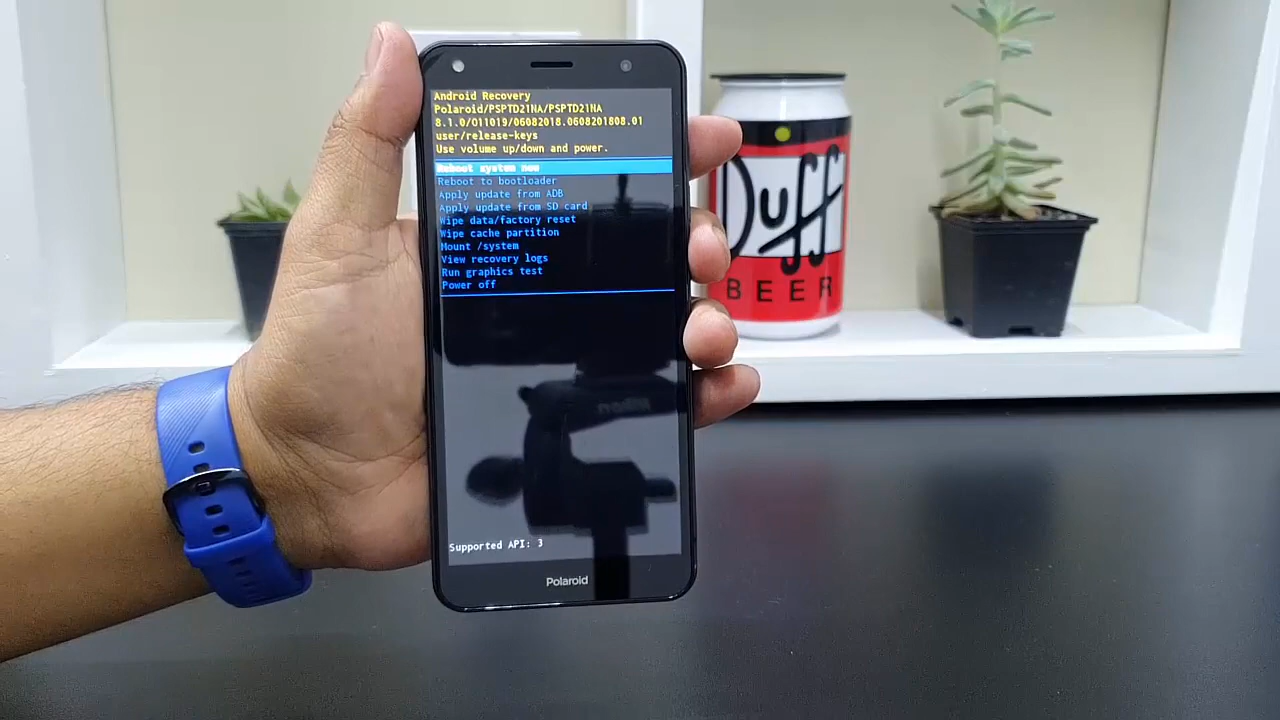 Android Recovery
Polaroid/PSPTD21NA/PSPTD21NA
8.1.0/O11019/06082018.0608201808.01
user/release-keys
Use volume up/down and power.
Reboot system now
Reboot to bootloader
Apply update from ADB
Apply update from SD card
Wipe data/factory reset
Wipe cache partition
Mount /system
View recovery logs
Run graphics test
Power off
Supported API: 3
Polaroid
Duff
BEER